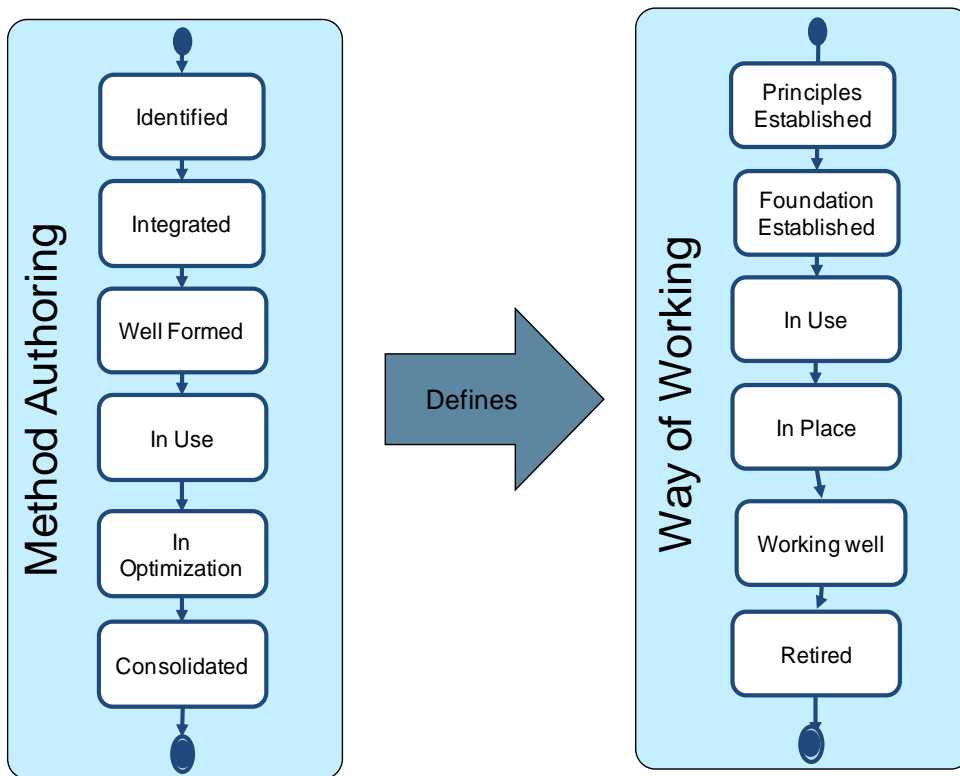 Method Authoring
Identified
Integrated
Well Formed
In Use
In
Optimization
Consolidated
Defines
Way of Working
Principles
Established
Foundation
Established
In Use
In Place
Working well
Retired